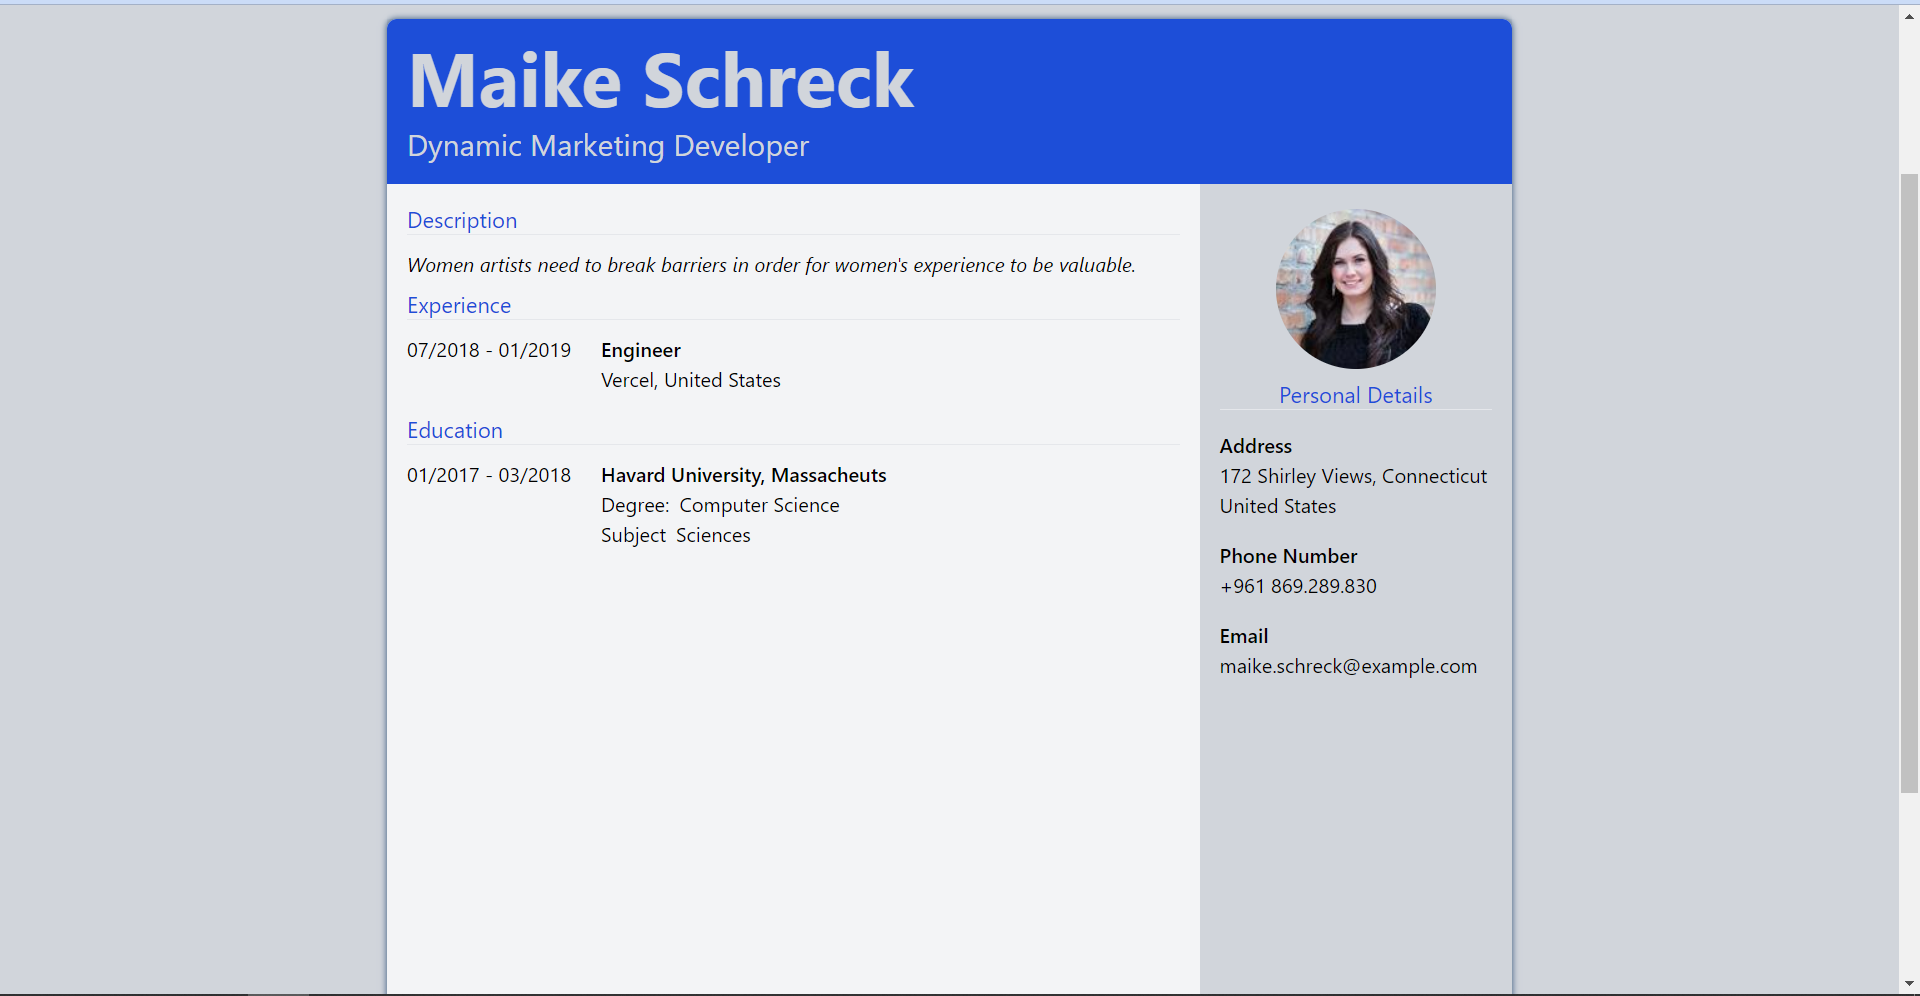 Maike Schreck
Dynamic Marketing Developer
Description
Women artists need to break barriers in order for women's experience to be valuable.
Experience
07/2018 - 01/2019 Engineer
Vercel, United States
Education
01/2017 - 03/2018 Havard University, Massacheuts
Degree: Computer Science
Subject Sciences
Personal Details
Address
172 Shirley Views, Connecticut
United States
Phone Number
+961 869.289.830
Email
maike.schreck@example.com